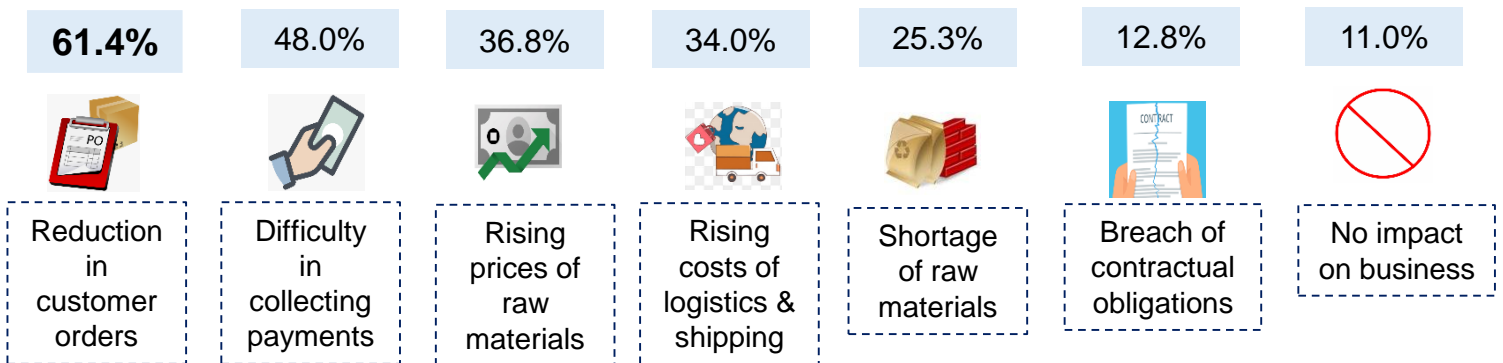 61.4%
48.0%
36.8%
34.0%
25.3%
12.8%
11.0%
PO
CONTRACT
Reduction
in
customer
orders
Difficulty
in
collecting
payments
Rising
prices of
raw
materials
Rising
costs of
logistics &
shipping
Shortage
of raw
materials
Breach of
contractual
obligations
No impact
on business